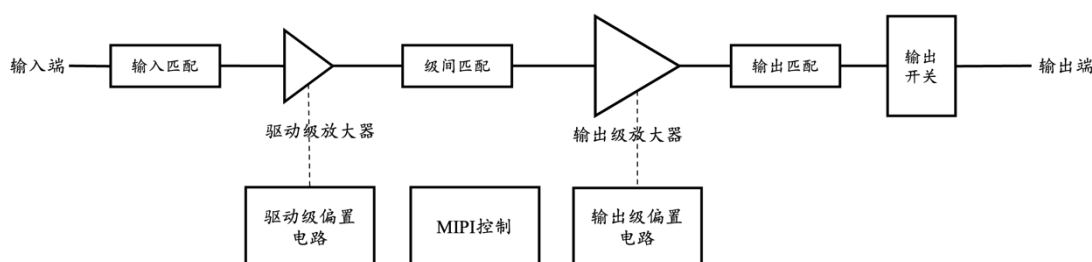 输入端
输入匹配
级间匹配
输出匹配
输出
开关
输出端
驱动级放大器
输出级放大器
驱动级偏置
电路
MIPI控制
输出级偏置
电路